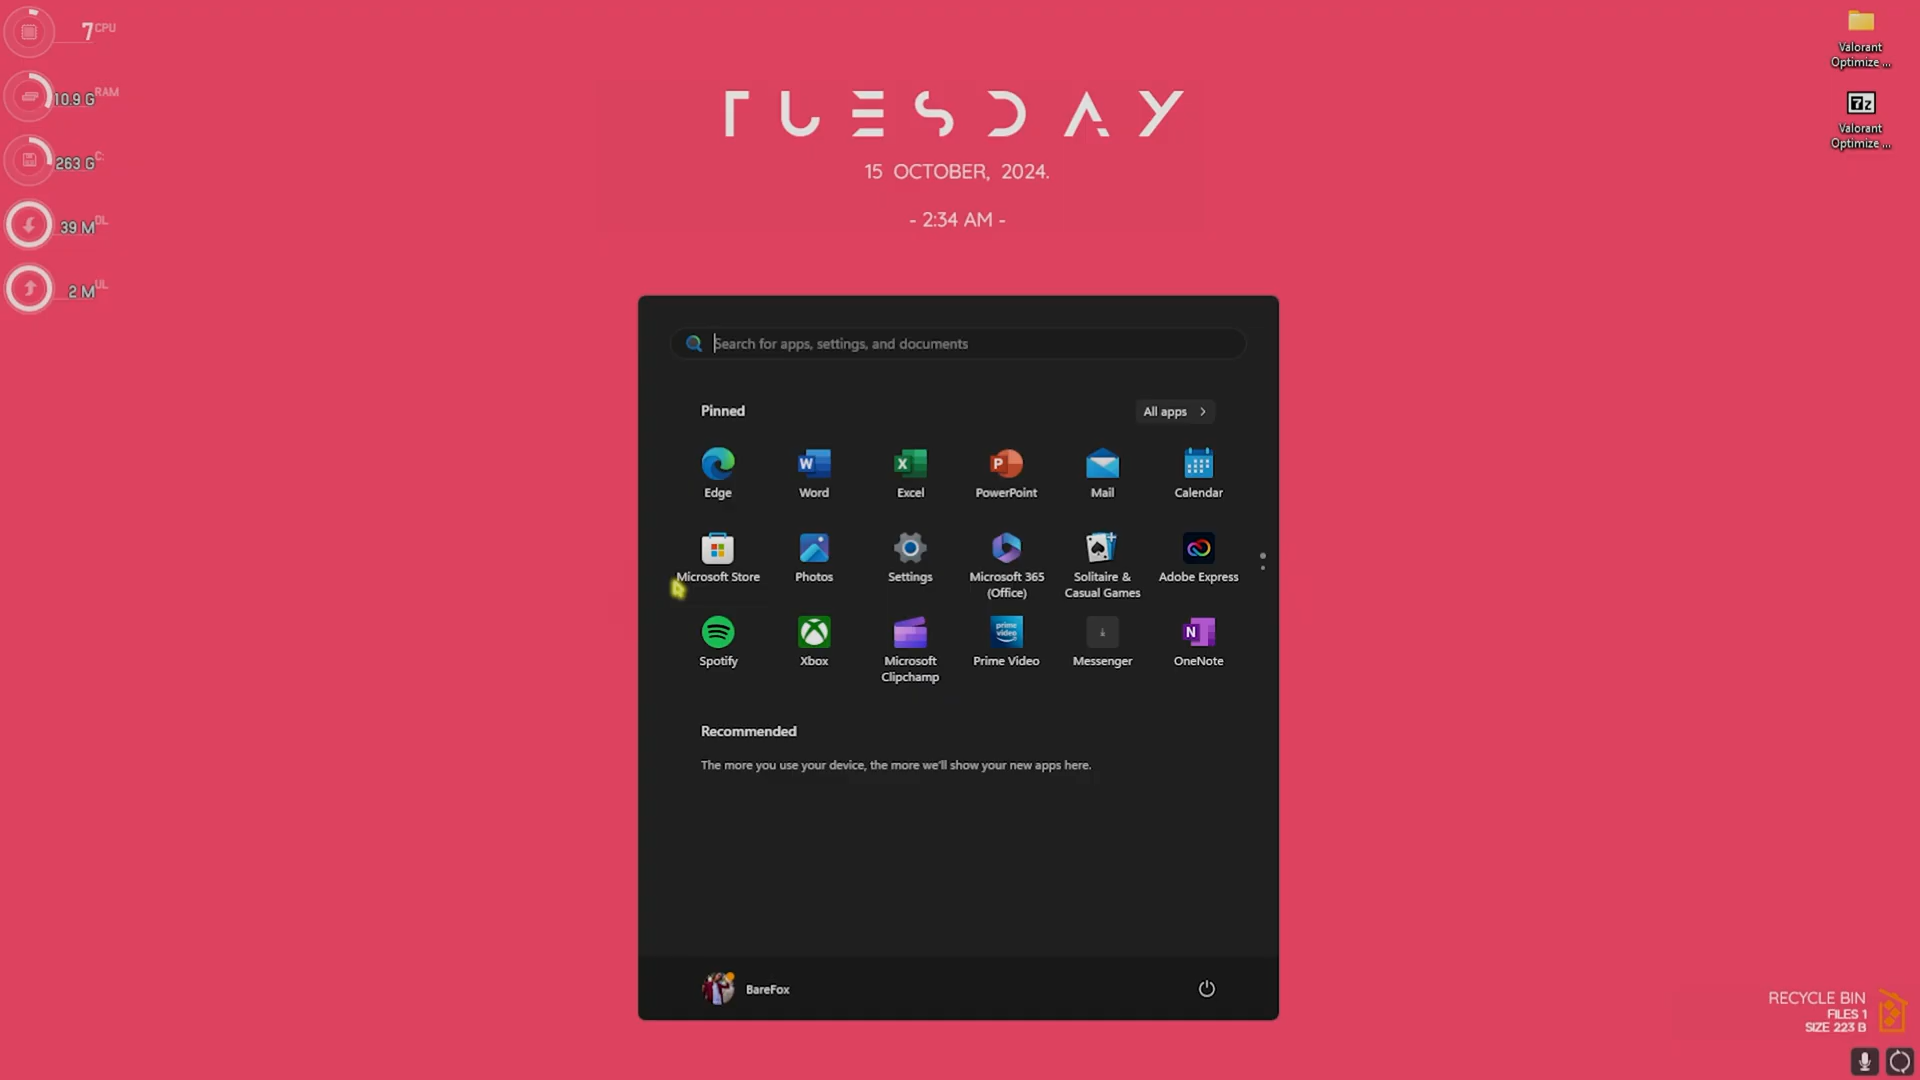 7 CPU
10.9 G RAM
263 G C:
39 M DL
2 M UL
TUESDAY
15 OCTOBER, 2024.
- 2:34 AM -
Valorant
Optimize ...
7z
Valorant
Optimize ...
Search for apps, settings, and documents
Pinned
All apps
Edge
Word
Excel
PowerPoint
Mail
Calendar
Microsoft Store
Photos
Settings
Microsoft 365
(Office)
Solitaire &
Casual Games
Adobe Express
prime
video
Spotify
Xbox
Microsoft
Clipchamp
Prime Video
Messenger
OneNote
Recommended
The more you use your device, the more we'll show your new apps here.
BareFox
RECYCLE BIN
FILES 1
SIZE 223 B